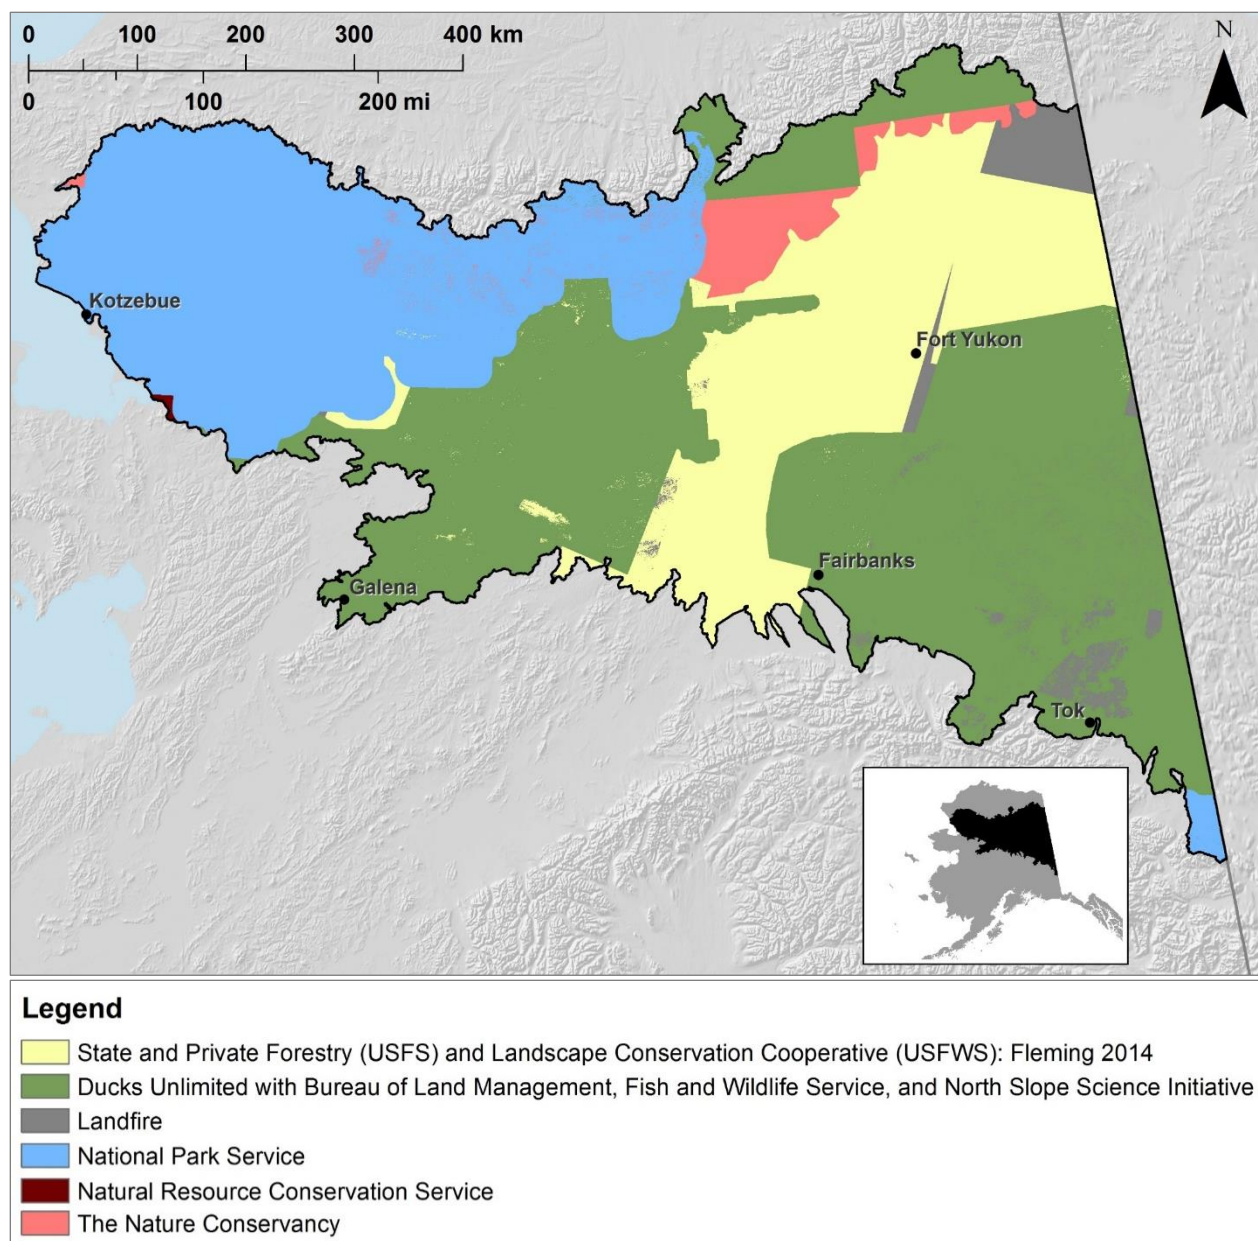 0 100 200 300 400 km
0 100 200 mi
N
Kotzebue
Fort Yukon
Fairbanks
Galena
Tok
Legend
State and Private Forestry (USFS) and Landscape Conservation Cooperative (USFWS): Fleming 2014
Ducks Unlimited with Bureau of Land Management, Fish and Wildlife Service, and North Slope Science Initiative
Landfire
National Park Service
Natural Resource Conservation Service
The Nature Conservancy